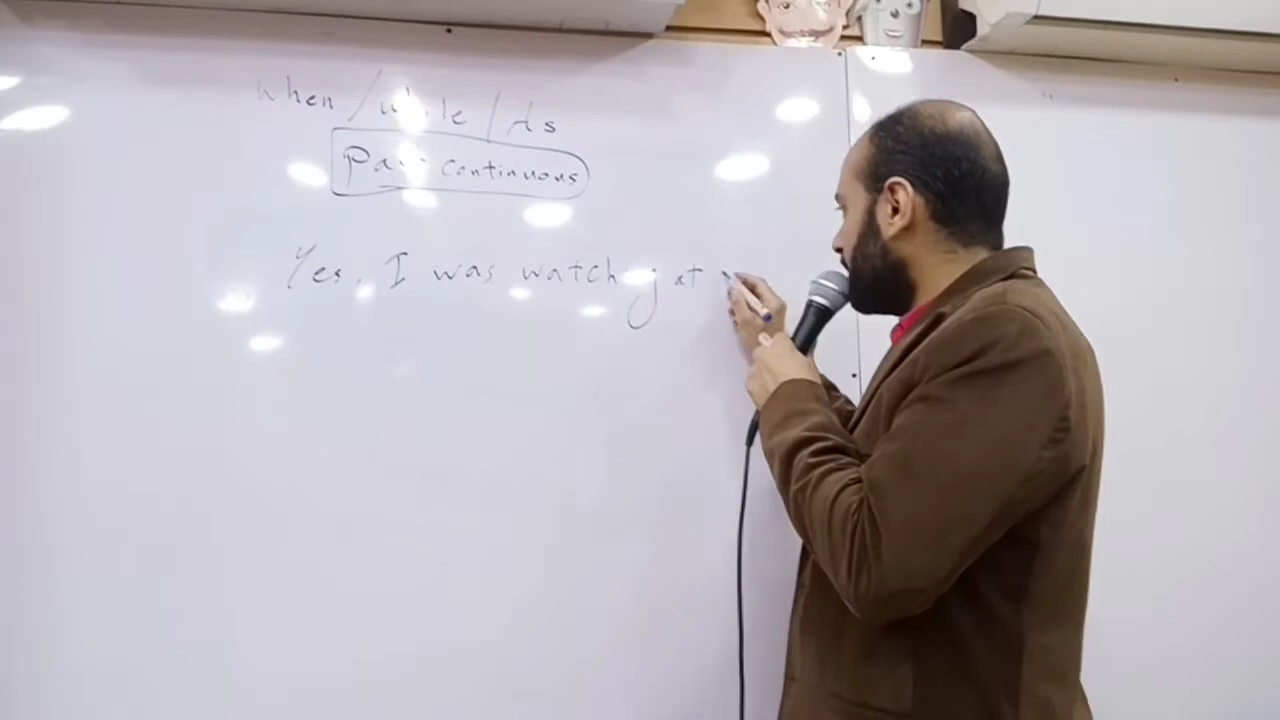 when / while / As
Past continuous
Yes, I was watching at